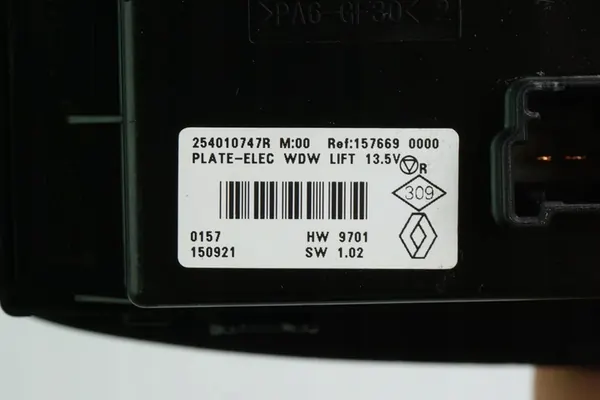 >PA6-GF30< 2
254010747R M:00 Ref:157669 0000
PLATE-ELEC WDW LIFT 13.5V
R
309
0157 HW 9701
150921 SW 1.02